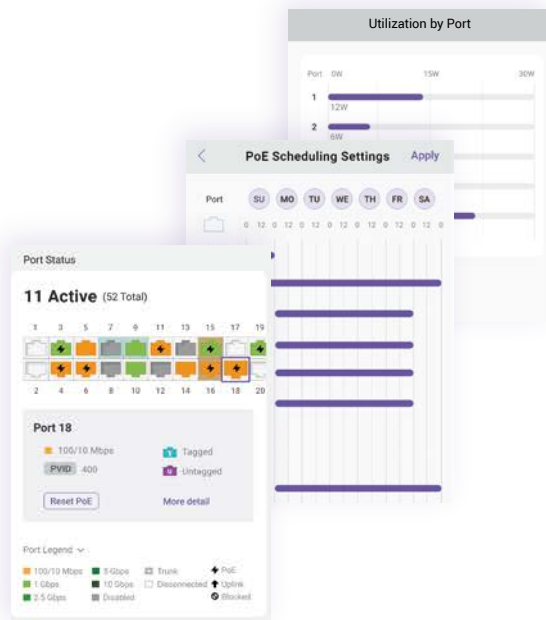 Utilization by Port
Port 0W 15W 30W
1
12W
2
6W
PoE Scheduling Settings Apply
Port SU MO TU WE TH FR SA
0 12 0 12 0 12 0 12 0 12 0 12 0 12 0
Port Status
11 Active (52 Total)
1 3 5 7 9 11 13 15 17 19
2 4 6 8 10 12 14 16 18 20
Port 18
100/10 Mbps Tagged
PVID 400 Untagged
Reset PoE More detail
Port Legend
100/10 Mbps 5 Gbps Trunk PoE
1 Gbps 10 Gbps Disconnected Uplink
2.5 Gbps Disabled Blocked